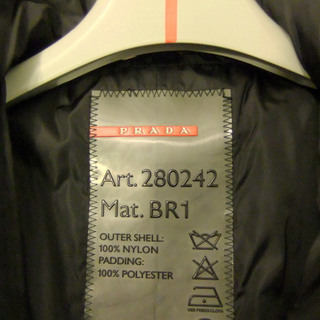 PRADA
Art. 280242
Mat. BR1
OUTER SHELL:
100% NYLON
PADDING:
100% POLYESTER